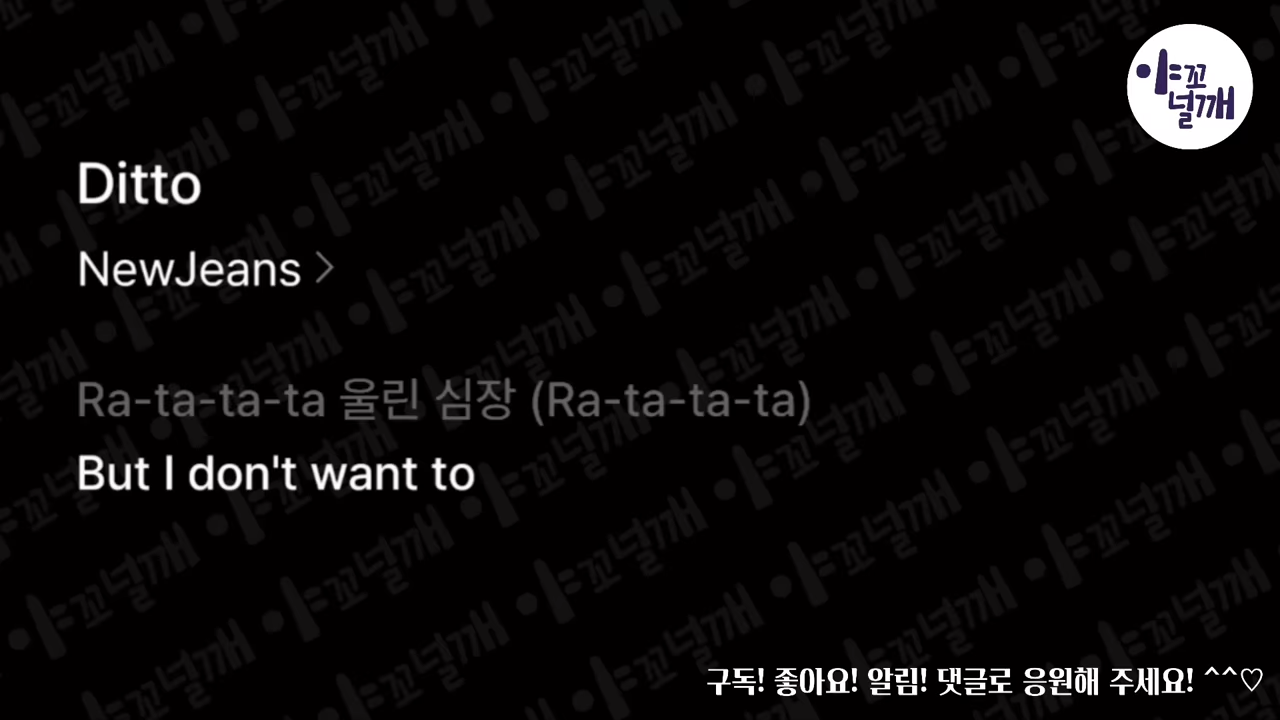 야꼬
널깨
Ditto
NewJeans >
Ra-ta-ta-ta 울린 심장 (Ra-ta-ta-ta)
But I don't want to
구독! 좋아요! 알림! 댓글로 응원해 주세요! ^^♡